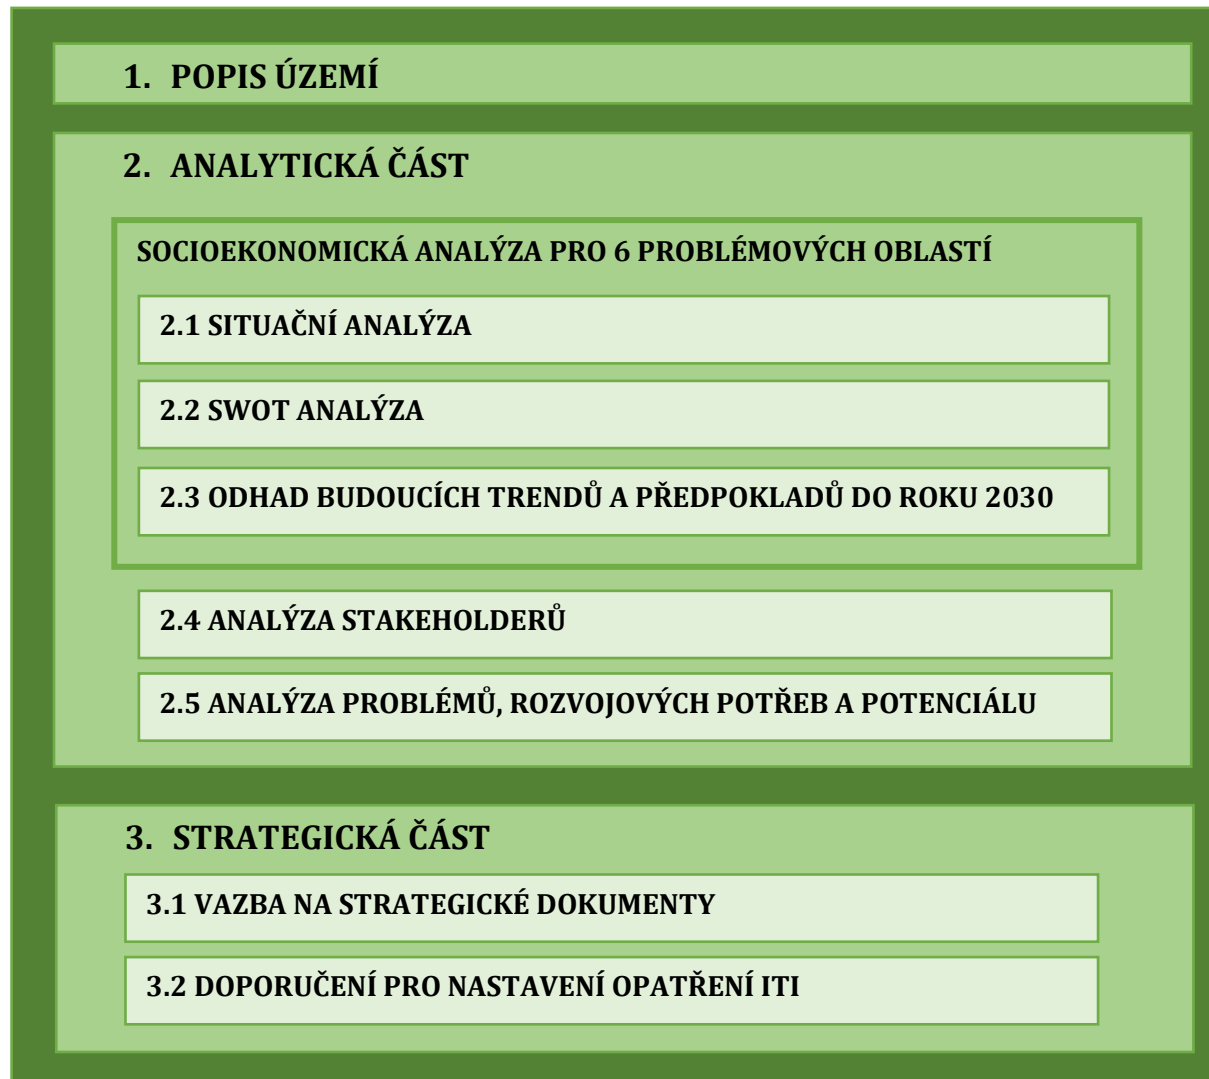 1. POPIS ÚZEMÍ
2. ANALYTICKÁ ČÁST
SOCIOEKONOMICKÁ ANALÝZA PRO 6 PROBLÉMOVÝCH OBLASTÍ
2.1 SITUAČNÍ ANALÝZA
2.2 SWOT ANALÝZA
2.3 ODHAD BUDOUCÍCH TRENDŮ A PŘEDPOKLADŮ DO ROKU 2030
2.4 ANALÝZA STAKEHOLDERŮ
2.5 ANALÝZA PROBLÉMŮ, ROZVOJOVÝCH POTŘEB A POTENCIÁLU
3. STRATEGICKÁ ČÁST
3.1 VAZBA NA STRATEGICKÉ DOKUMENTY
3.2 DOPORUČENÍ PRO NASTAVENÍ OPATŘENÍ ITI